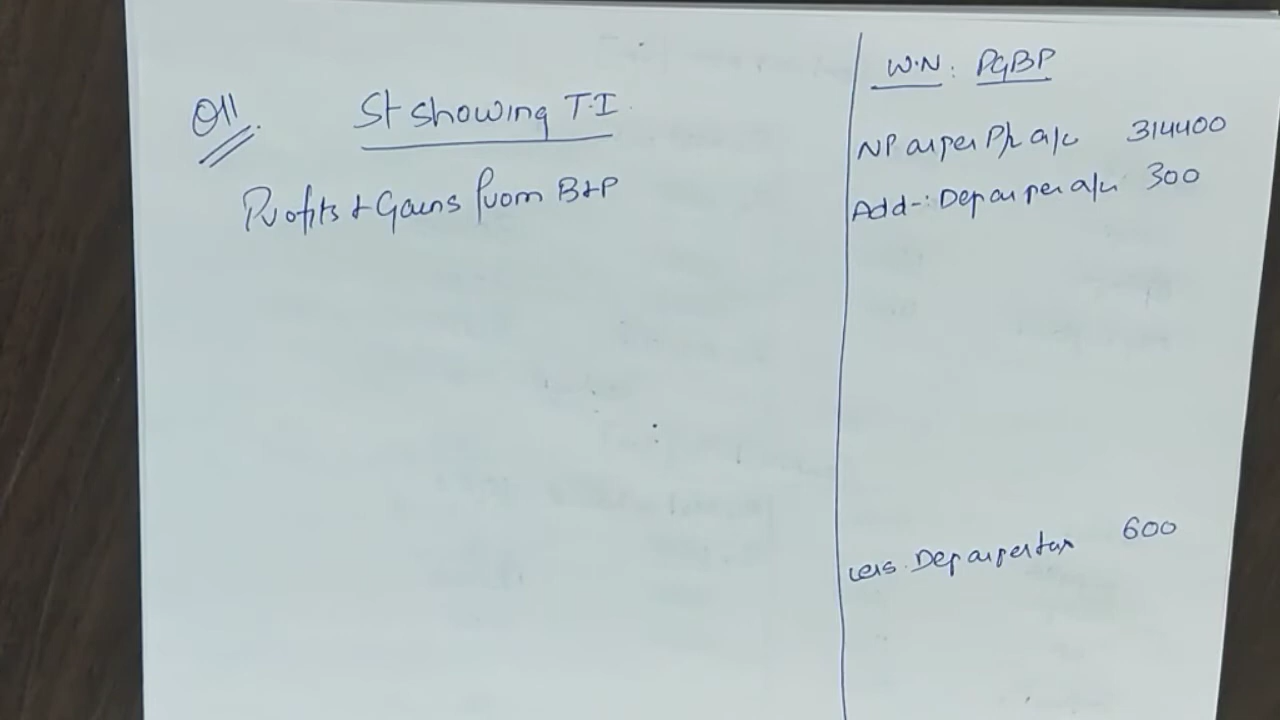 Q11.
St showing T.I.
Profits & Gains from B&P
W.N: PGBP
NP as per P/L a/c 314400
Add-: Dep as per a/c 300
Less. Dep as per tax 600